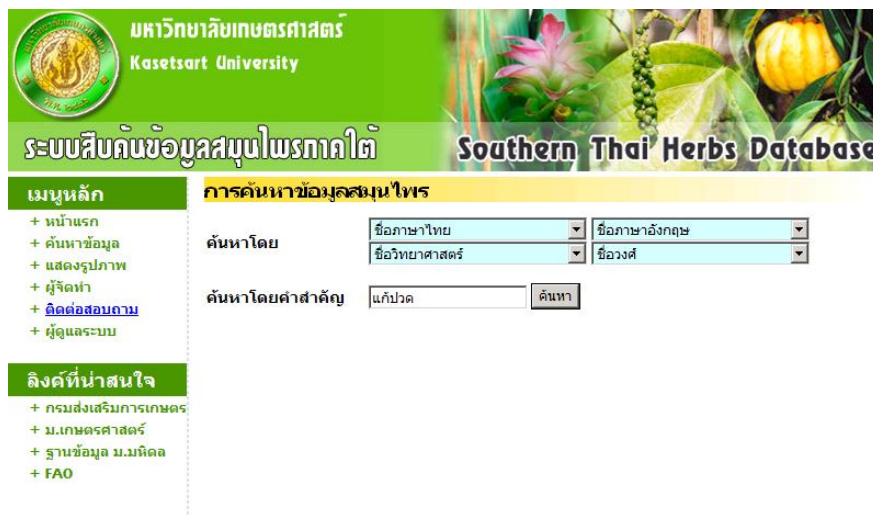 มหาวิทยาลัยเกษตรศาสตร์
Kasetsart University
ระบบสืบค้นข้อมูลสมุนไพรภาคใต้
Southern Thai Herbs Database
เมนูหลัก
+ หน้าแรก
+ ค้นหาข้อมูล
+ แสดงรูปภาพ
+ ผู้จัดทำ
+ ติดต่อสอบถาม
+ ผู้ดูแลระบบ
ลิงค์ที่น่าสนใจ
+ กรมส่งเสริมการเกษตร
+ ม.เกษตรศาสตร์
+ ฐานข้อมูล ม.มหิดล
+ FAO
การค้นหาข้อมูลสมุนไพร
ค้นหาโดย
ชื่อภาษาไทย ชื่อภาษาอังกฤษ
ชื่อวิทยาศาสตร์ ชื่อวงศ์
ค้นหาโดยคำสำคัญ แก้ปวด ค้นหา